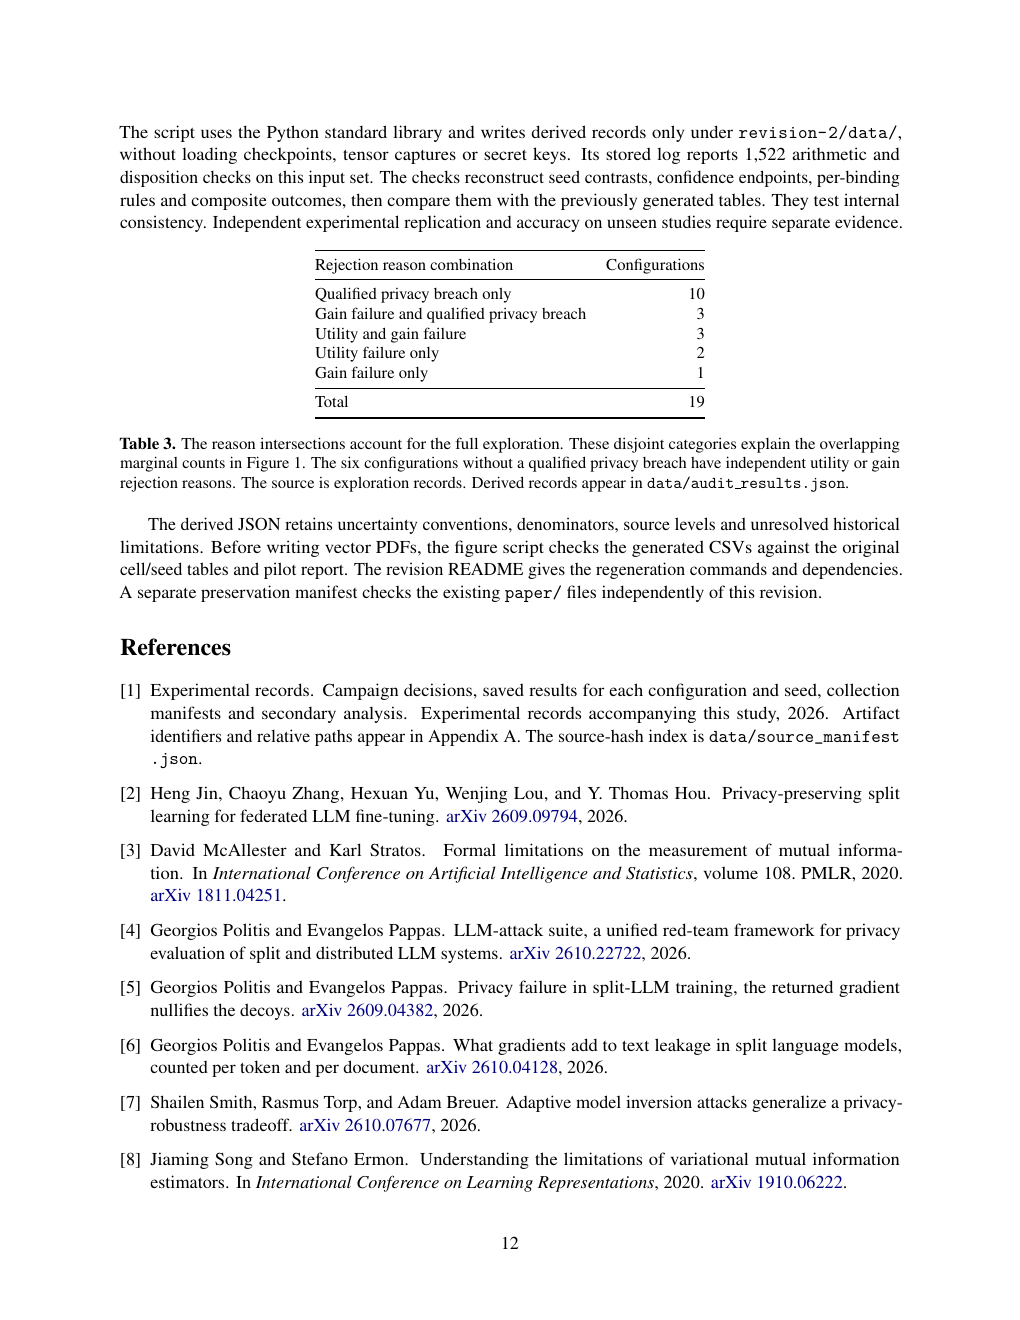 The script uses the Python standard library and writes derived records only under revision-2/data/,
without loading checkpoints, tensor captures or secret keys. Its stored log reports 1,522 arithmetic and
disposition checks on this input set. The checks reconstruct seed contrasts, confidence endpoints, per-binding
rules and composite outcomes, then compare them with the previously generated tables. They test internal
consistency. Independent experimental replication and accuracy on unseen studies require separate evidence.
Rejection reason combination Configurations
Qualified privacy breach only 10
Gain failure and qualified privacy breach 3
Utility and gain failure 3
Utility failure only 2
Gain failure only 1
Total 19
Table 3. The reason intersections account for the full exploration. These disjoint categories explain the overlapping
marginal counts in Figure 1. The six configurations without a qualified privacy breach have independent utility or gain
rejection reasons. The source is exploration records. Derived records appear in data/audit_results.json.
The derived JSON retains uncertainty conventions, denominators, source levels and unresolved historical
limitations. Before writing vector PDFs, the figure script checks the generated CSVs against the original
cell/seed tables and pilot report. The revision README gives the regeneration commands and dependencies.
A separate preservation manifest checks the existing paper/ files independently of this revision.
References
[1] Experimental records. Campaign decisions, saved results for each configuration and seed, collection
manifests and secondary analysis. Experimental records accompanying this study, 2026. Artifact
identifiers and relative paths appear in Appendix A. The source-hash index is data/source_manifest
.json.
[2] Heng Jin, Chaoyu Zhang, Hexuan Yu, Wenjing Lou, and Y. Thomas Hou. Privacy-preserving split
learning for federated LLM fine-tuning. arXiv 2609.09794, 2026.
[3] David McAllester and Karl Stratos. Formal limitations on the measurement of mutual informa-
tion. In International Conference on Artificial Intelligence and Statistics, volume 108. PMLR, 2020.
arXiv 1811.04251.
[4] Georgios Politis and Evangelos Pappas. LLM-attack suite, a unified red-team framework for privacy
evaluation of split and distributed LLM systems. arXiv 2610.22722, 2026.
[5] Georgios Politis and Evangelos Pappas. Privacy failure in split-LLM training, the returned gradient
nullifies the decoys. arXiv 2609.04382, 2026.
[6] Georgios Politis and Evangelos Pappas. What gradients add to text leakage in split language models,
counted per token and per document. arXiv 2610.04128, 2026.
[7] Shailen Smith, Rasmus Torp, and Adam Breuer. Adaptive model inversion attacks generalize a privacy-
robustness tradeoff. arXiv 2610.07677, 2026.
[8] Jiaming Song and Stefano Ermon. Understanding the limitations of variational mutual information
estimators. In International Conference on Learning Representations, 2020. arXiv 1910.06222.
12